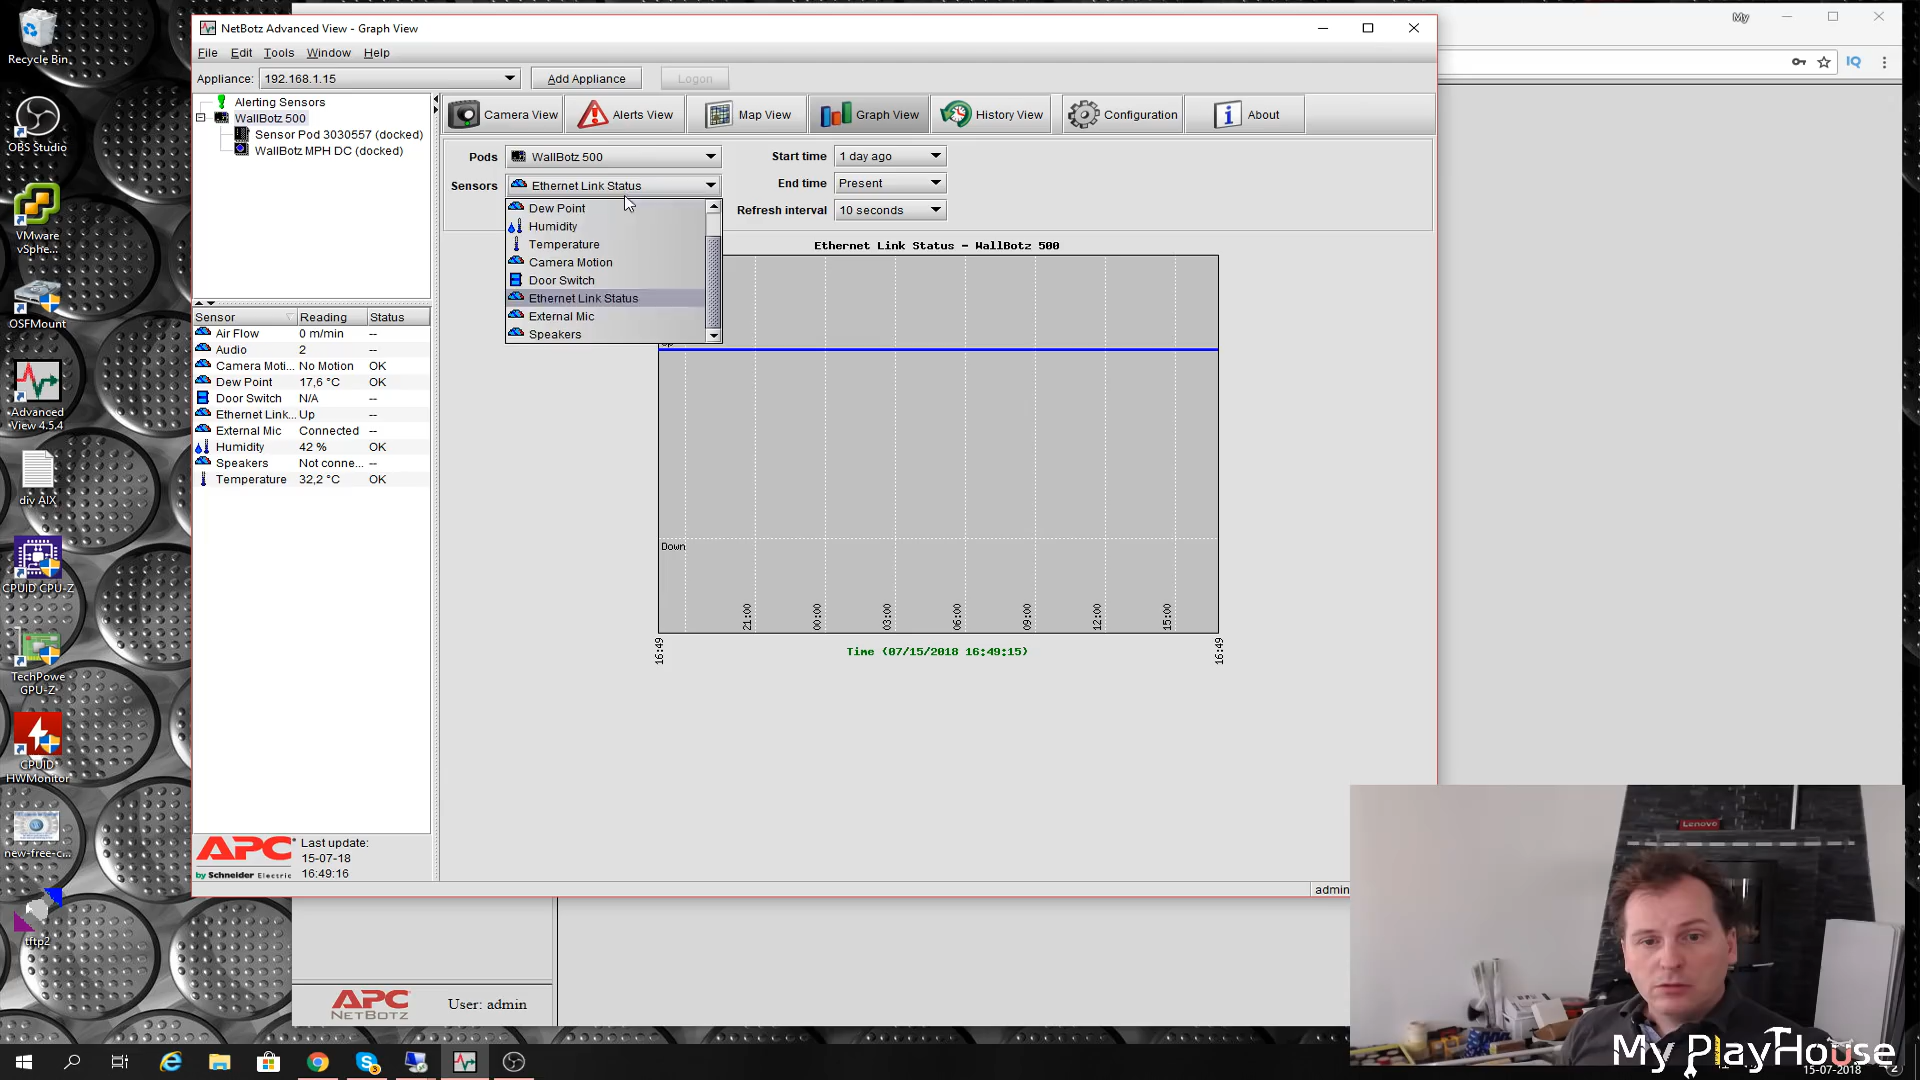 Recycle Bin
OBS Studio
VMware
vSphe...
OSFMount
Advanced
View 4.5.4
div AIX
CPUID CPU-Z
TechPowe
GPU-Z
CPUID
HWMonitor
new-free-c...
tftp2
NetBotz Advanced View - Graph View
File Edit Tools Window Help
Appliance: 192.168.1.15 Add Appliance Logon
Alerting Sensors
WallBotz 500
Sensor Pod 3030557 (docked)
WallBotz MPH DC (docked)
Camera View Alerts View Map View Graph View History View Configuration About
Pods WallBotz 500
Sensors Ethernet Link Status
Start time 1 day ago
End time Present
Refresh interval 10 seconds
Dew Point
Humidity
Temperature
Camera Motion
Door Switch
Ethernet Link Status
External Mic
Speakers
Ethernet Link Status - WallBotz 500
Down
16:49 21:00 00:00 03:00 06:00 09:00 12:00 15:00 16:49
Time (07/15/2018 16:49:15)
Sensor Reading Status
Air Flow 0 m/min --
Audio 2 --
Camera Moti... No Motion OK
Dew Point 17,6 °C OK
Door Switch N/A --
Ethernet Link... Up --
External Mic Connected --
Humidity 42 % OK
Speakers Not conne... --
Temperature 32,2 °C OK
APC
by Schneider Electric
Last update:
15-07-18
16:49:16
admin
APC
NETBOTZ
User: admin
My
IQ
Lenovo
My PlayHouse
15-07-2018